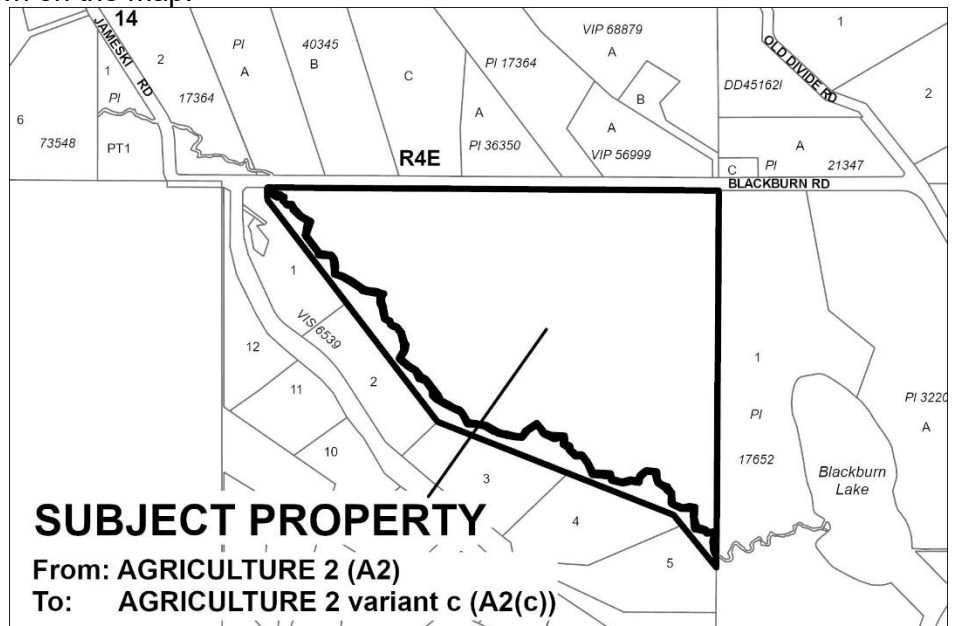 14
JAMESKI RD
1
PI
2
17364
PI
A
40345
B
C
PI 17364
A
PI 36350
VIP 68879
A
B
A
VIP 56999
1
OLD DIVIDE RD
DD45162I
2
A
C
PI
21347
6
73548
PT1
R4E
BLACKBURN RD
1
VIS 6539
12
2
11
10
3
4
5
1
PI
17652
PI 3220
A
Blackburn
Lake
SUBJECT PROPERTY
From: AGRICULTURE 2 (A2)
To: AGRICULTURE 2 variant c (A2(c))